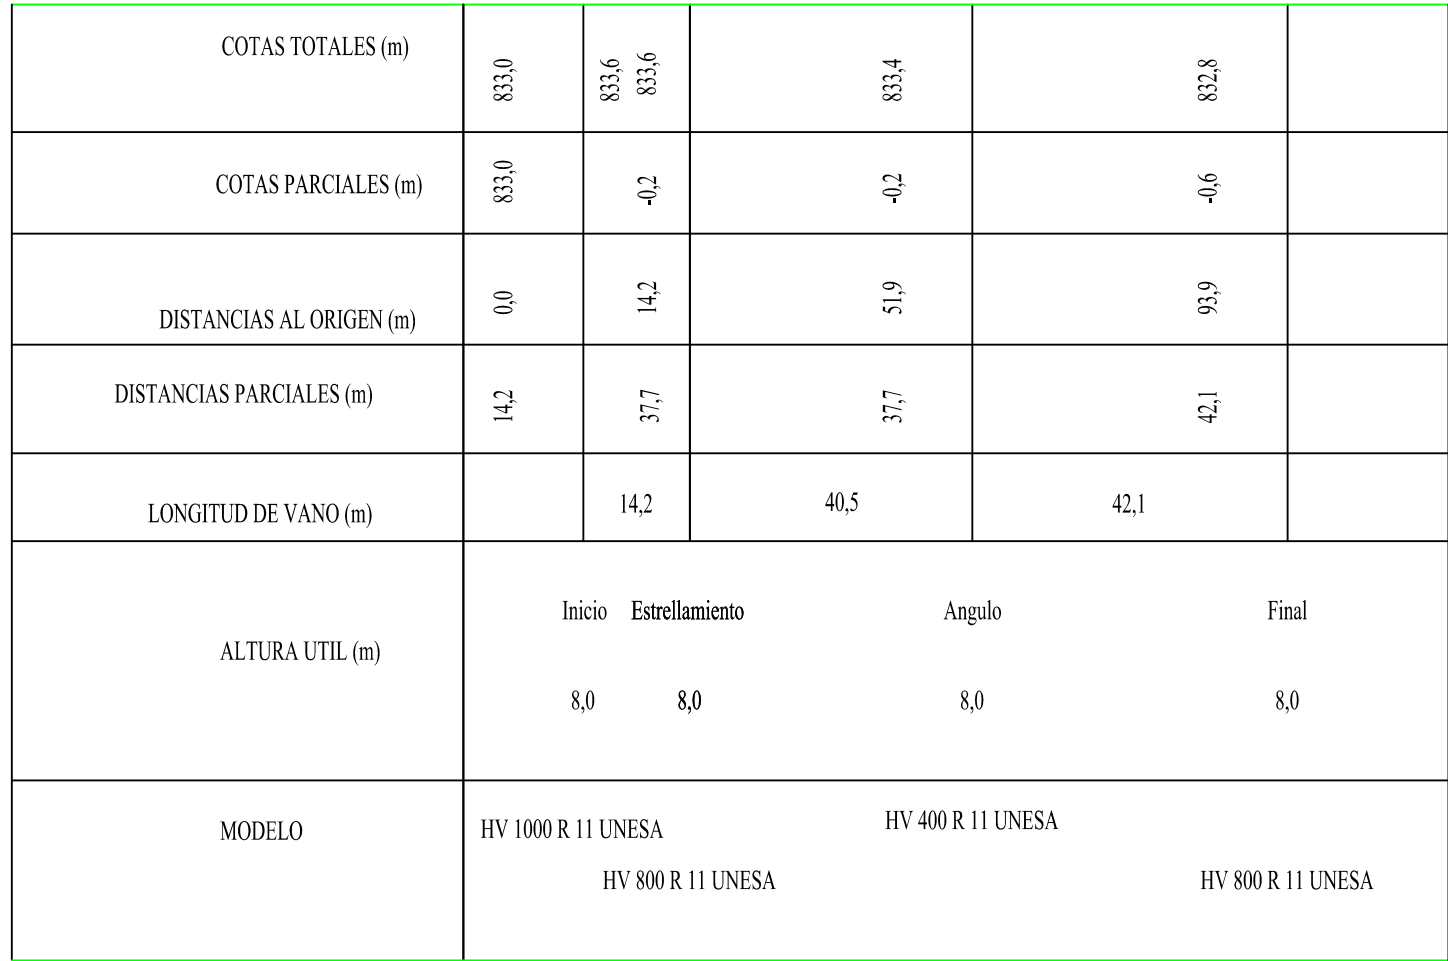 COTAS TOTALES (m) 833,0 833,6 833,6 833,4 832,8
COTAS PARCIALES (m) 833,0 -0,2 -0,2 -0,6
DISTANCIAS AL ORIGEN (m) 0,0 14,2 51,9 93,9
DISTANCIAS PARCIALES (m) 14,2 37,7 37,7 42,1
LONGITUD DE VANO (m) 14,2 40,5 42,1
Inicio Estrellamiento Angulo Final
ALTURA UTIL (m)
8,0 8,0 8,0 8,0
MODELO HV 1000 R 11 UNESA HV 400 R 11 UNESA
HV 800 R 11 UNESA HV 800 R 11 UNESA